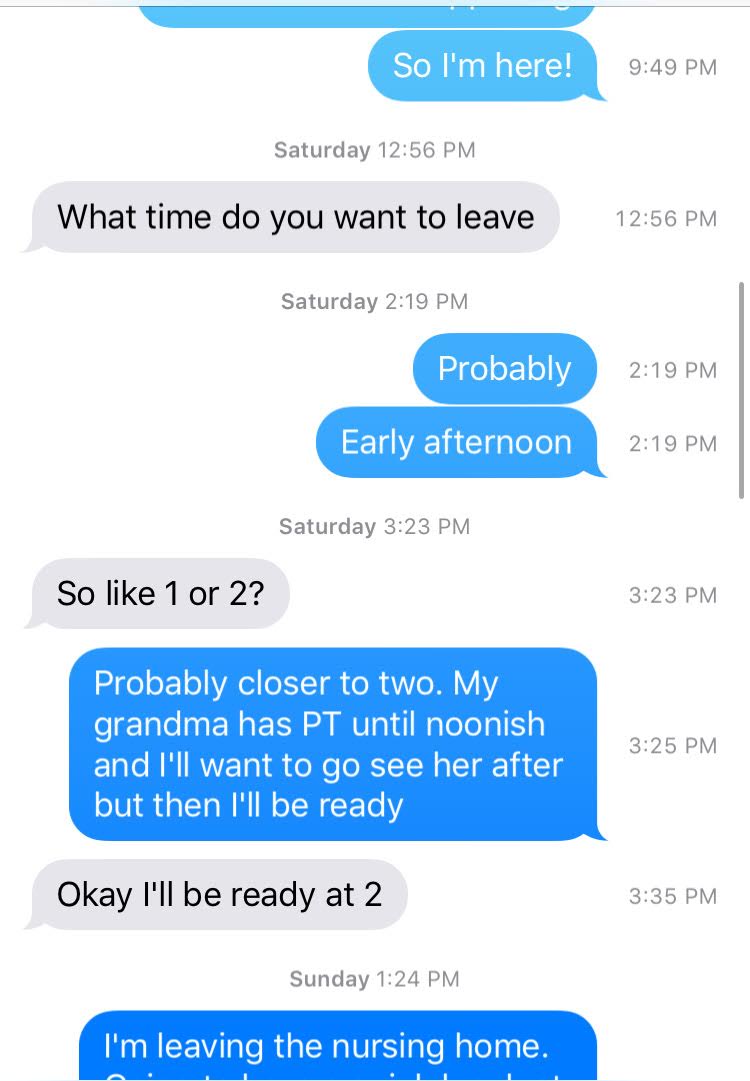 So I'm here!
9:49 PM
Saturday 12:56 PM
What time do you want to leave
12:56 PM
Saturday 2:19 PM
Probably
2:19 PM
Early afternoon
2:19 PM
Saturday 3:23 PM
So like 1 or 2?
3:23 PM
Probably closer to two. My
grandma has PT until noonish
and I'll want to go see her after
but then I'll be ready
3:25 PM
Okay I'll be ready at 2
3:35 PM
Sunday 1:24 PM
I'm leaving the nursing home.